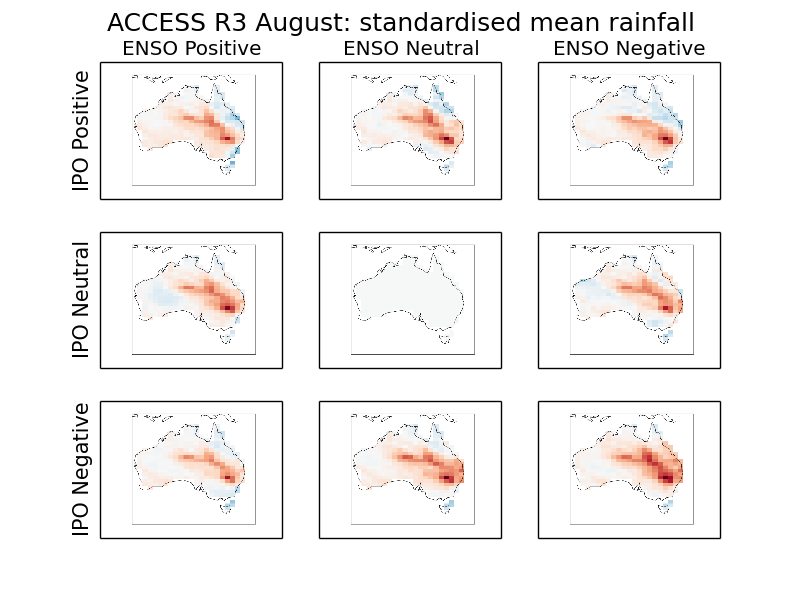 ACCESS R3 August: standardised mean rainfall
ENSO Positive
ENSO Neutral
ENSO Negative
IPO Positive
IPO Neutral
IPO Negative